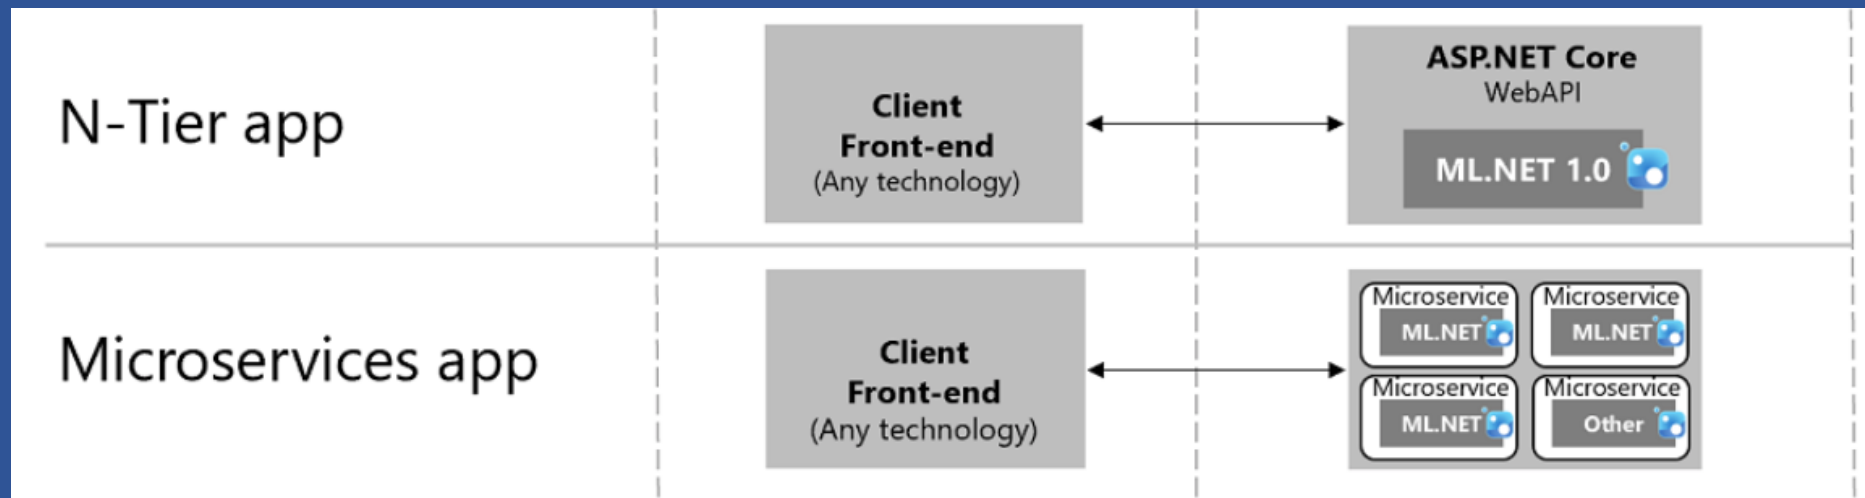 N-Tier app
Client
Front-end
(Any technology)
ASP.NET Core
WebAPI
ML.NET 1.0
Microservices app
Client
Front-end
(Any technology)
Microservice
ML.NET
Microservice
ML.NET
Microservice
ML.NET
Microservice
Other